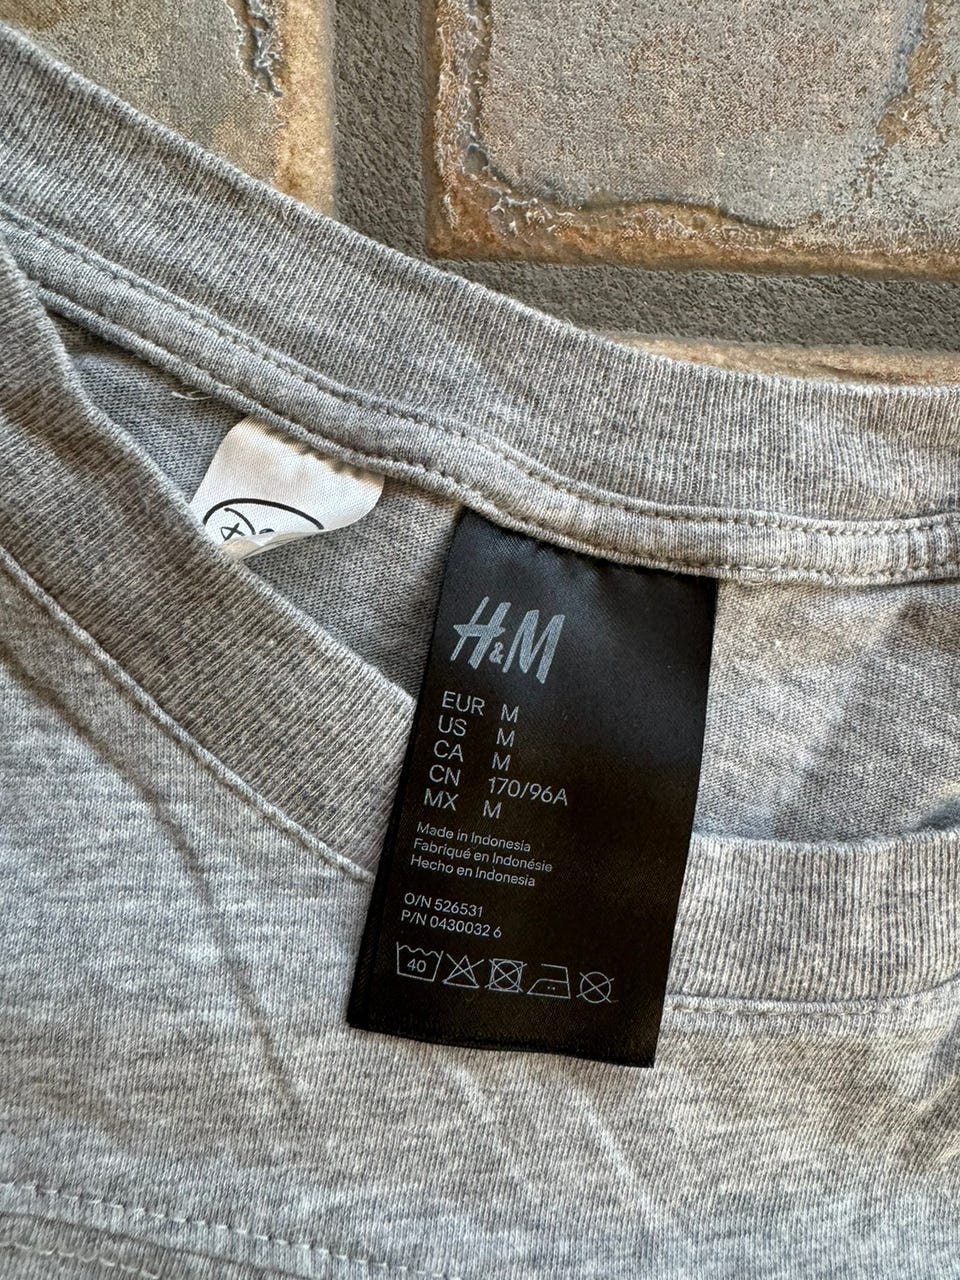 H&M
EUR M
US M
CA M
CN 170/96A
MX M
Made in Indonesia
Fabriqué en Indonésie
Hecho en Indonesia
O/N 526531
P/N 0430032 6
40